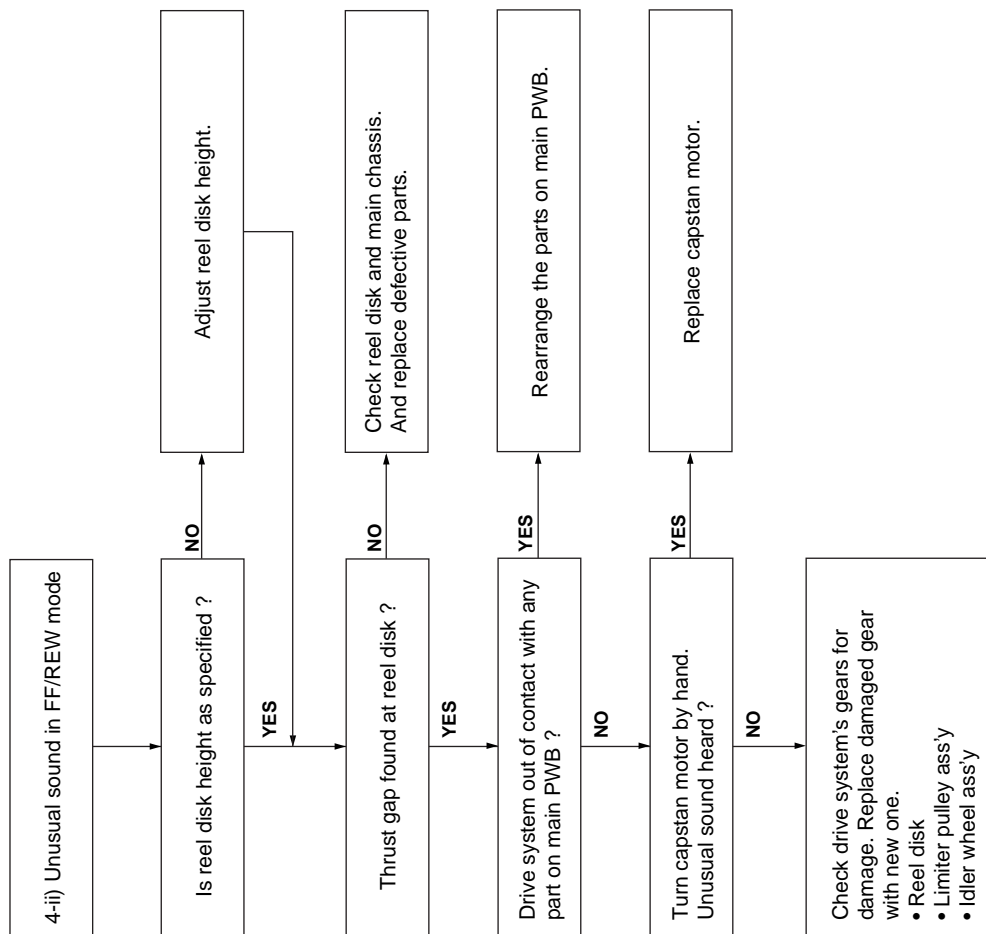 4-ii) Unusual sound in FF/REW mode
Is reel disk height as specified ?
NO
Adjust reel disk height.
YES
Thrust gap found at reel disk ?
NO
Check reel disk and main chassis.
And replace defective parts.
YES
Drive system out of contact with any
part on main PWB ?
YES
Rearrange the parts on main PWB.
NO
Turn capstan motor by hand.
Unusual sound heard ?
YES
Replace capstan motor.
NO
Check drive system's gears for
damage. Replace damaged gear
with new one.
• Reel disk
• Limiter pulley ass'y
• Idler wheel ass'y